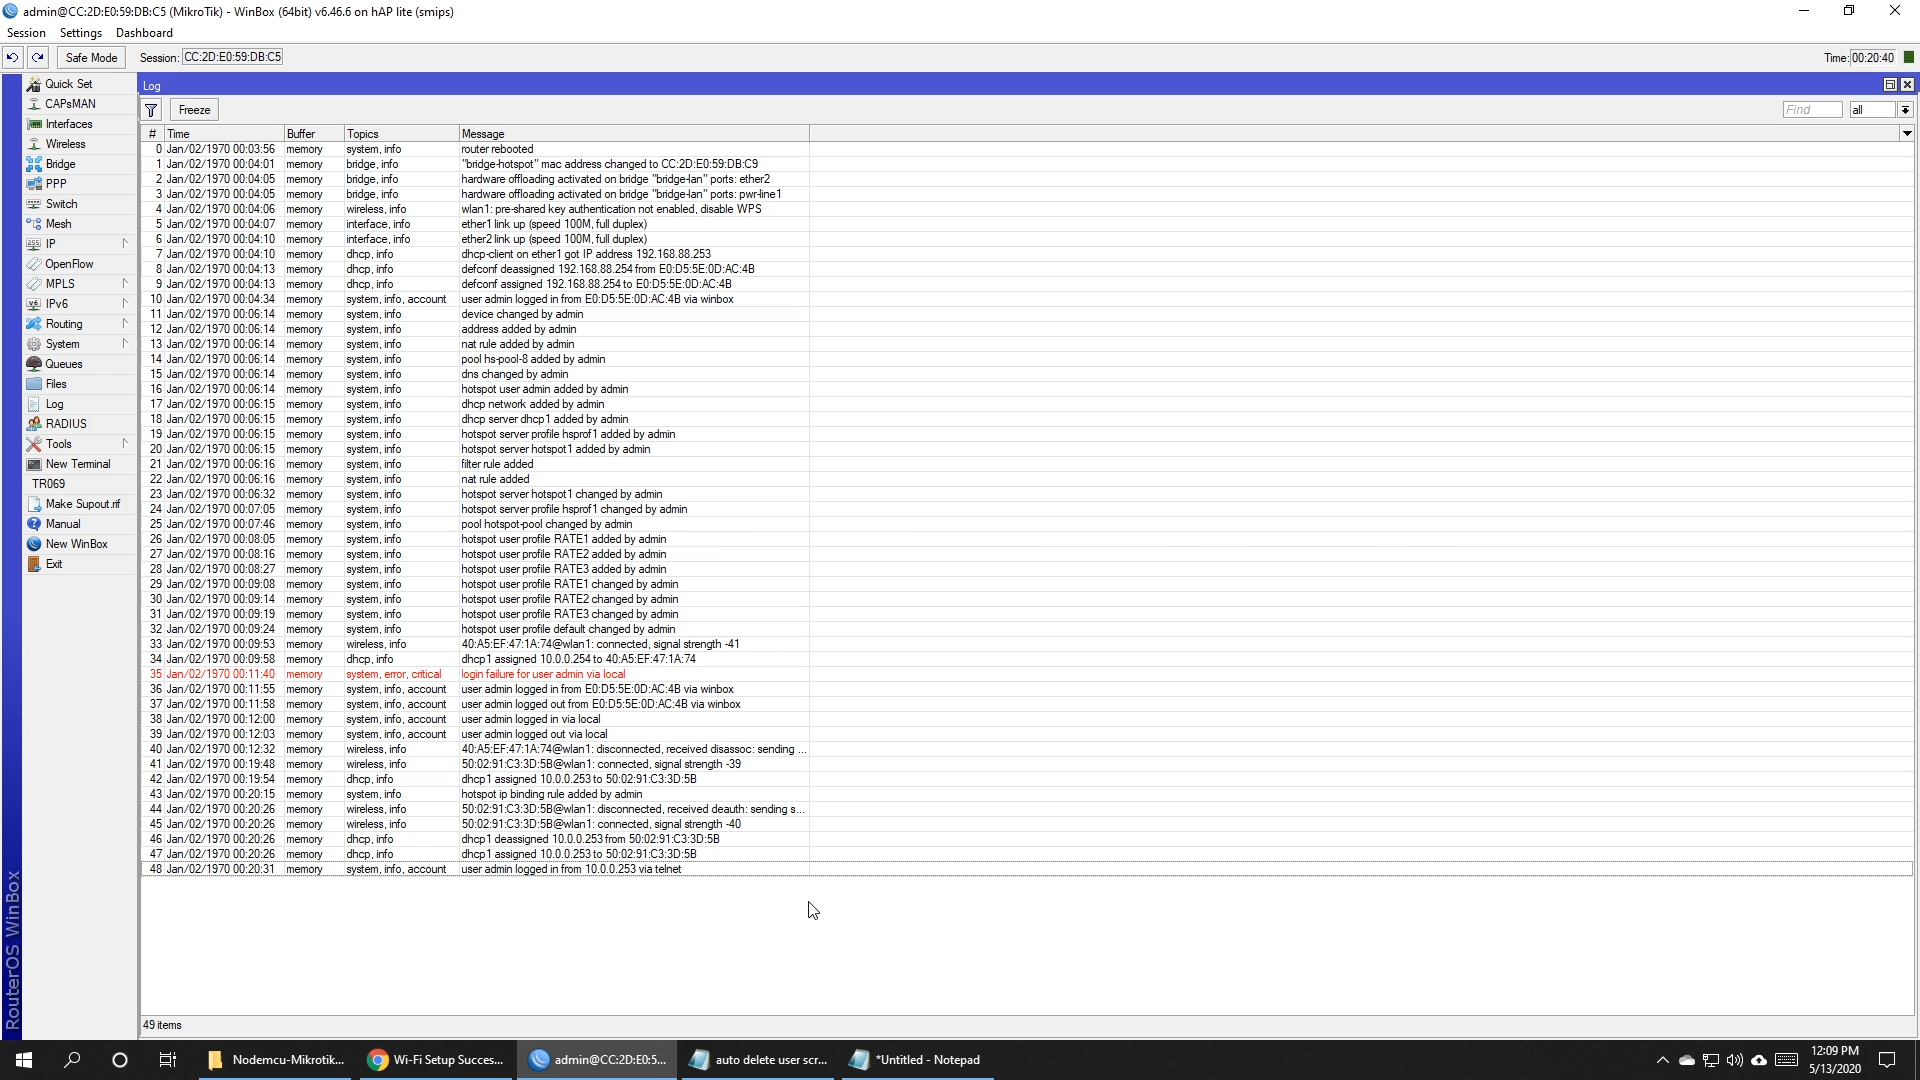 admin@CC:2D:E0:59:DB:C5 (MikroTik) - WinBox (64bit) v6.46.6 on hAP lite (smips)
Session Settings Dashboard
Safe Mode Session: CC:2D:E0:59:DB:C5 Time: 00:20:40
Quick Set
CAPsMAN
Interfaces
Wireless
Bridge
PPP
Switch
Mesh
IP
OpenFlow
MPLS
IPv6
Routing
System
Queues
Files
Log
RADIUS
Tools
New Terminal
TR069
Make Supout.rif
Manual
New WinBox
Exit
RouterOS WinBox
Log
Freeze Find all
# Time Buffer Topics Message
0 Jan/02/1970 00:03:56 memory system, info router rebooted
1 Jan/02/1970 00:04:01 memory bridge, info "bridge-hotspot" mac address changed to CC:2D:E0:59:DB:C9
2 Jan/02/1970 00:04:05 memory bridge, info hardware offloading activated on bridge "bridge-lan" ports: ether2
3 Jan/02/1970 00:04:05 memory bridge, info hardware offloading activated on bridge "bridge-lan" ports: pwr-line1
4 Jan/02/1970 00:04:06 memory wireless, info wlan1: pre-shared key authentication not enabled, disable WPS
5 Jan/02/1970 00:04:07 memory interface, info ether1 link up (speed 100M, full duplex)
6 Jan/02/1970 00:04:10 memory interface, info ether2 link up (speed 100M, full duplex)
7 Jan/02/1970 00:04:10 memory dhcp, info dhcp-client on ether1 got IP address 192.168.88.253
8 Jan/02/1970 00:04:13 memory dhcp, info defconf deassigned 192.168.88.254 from E0:D5:5E:0D:AC:4B
9 Jan/02/1970 00:04:13 memory dhcp, info defconf assigned 192.168.88.254 to E0:D5:5E:0D:AC:4B
10 Jan/02/1970 00:04:34 memory system, info, account user admin logged in from E0:D5:5E:0D:AC:4B via winbox
11 Jan/02/1970 00:06:14 memory system, info device changed by admin
12 Jan/02/1970 00:06:14 memory system, info address added by admin
13 Jan/02/1970 00:06:14 memory system, info nat rule added by admin
14 Jan/02/1970 00:06:14 memory system, info pool hs-pool-8 added by admin
15 Jan/02/1970 00:06:14 memory system, info dns changed by admin
16 Jan/02/1970 00:06:14 memory system, info hotspot user admin added by admin
17 Jan/02/1970 00:06:15 memory system, info dhcp network added by admin
18 Jan/02/1970 00:06:15 memory system, info dhcp server dhcp1 added by admin
19 Jan/02/1970 00:06:15 memory system, info hotspot server profile hsprof1 added by admin
20 Jan/02/1970 00:06:15 memory system, info hotspot server hotspot1 added by admin
21 Jan/02/1970 00:06:16 memory system, info filter rule added
22 Jan/02/1970 00:06:16 memory system, info nat rule added
23 Jan/02/1970 00:06:32 memory system, info hotspot server hotspot1 changed by admin
24 Jan/02/1970 00:07:05 memory system, info hotspot server profile hsprof1 changed by admin
25 Jan/02/1970 00:07:46 memory system, info pool hotspot-pool changed by admin
26 Jan/02/1970 00:08:05 memory system, info hotspot user profile RATE1 added by admin
27 Jan/02/1970 00:08:16 memory system, info hotspot user profile RATE2 added by admin
28 Jan/02/1970 00:08:27 memory system, info hotspot user profile RATE3 added by admin
29 Jan/02/1970 00:09:08 memory system, info hotspot user profile RATE1 changed by admin
30 Jan/02/1970 00:09:14 memory system, info hotspot user profile RATE2 changed by admin
31 Jan/02/1970 00:09:19 memory system, info hotspot user profile RATE3 changed by admin
32 Jan/02/1970 00:09:24 memory system, info hotspot user profile default changed by admin
33 Jan/02/1970 00:09:53 memory wireless, info 40:A5:EF:47:1A:74@wlan1: connected, signal strength -41
34 Jan/02/1970 00:09:58 memory dhcp, info dhcp1 assigned 10.0.0.254 to 40:A5:EF:47:1A:74
35 Jan/02/1970 00:11:40 memory system, error, critical login failure for user admin via local
36 Jan/02/1970 00:11:55 memory system, info, account user admin logged in from E0:D5:5E:0D:AC:4B via winbox
37 Jan/02/1970 00:11:58 memory system, info, account user admin logged out from E0:D5:5E:0D:AC:4B via winbox
38 Jan/02/1970 00:12:00 memory system, info, account user admin logged in via local
39 Jan/02/1970 00:12:03 memory system, info, account user admin logged out via local
40 Jan/02/1970 00:12:32 memory wireless, info 40:A5:EF:47:1A:74@wlan1: disconnected, received disassoc: sending ...
41 Jan/02/1970 00:19:48 memory wireless, info 50:02:91:C3:3D:5B@wlan1: connected, signal strength -39
42 Jan/02/1970 00:19:54 memory dhcp, info dhcp1 assigned 10.0.0.253 to 50:02:91:C3:3D:5B
43 Jan/02/1970 00:20:15 memory system, info hotspot ip binding rule added by admin
44 Jan/02/1970 00:20:26 memory wireless, info 50:02:91:C3:3D:5B@wlan1: disconnected, received deauth: sending s...
45 Jan/02/1970 00:20:26 memory wireless, info 50:02:91:C3:3D:5B@wlan1: connected, signal strength -40
46 Jan/02/1970 00:20:26 memory dhcp, info dhcp1 deassigned 10.0.0.253 from 50:02:91:C3:3D:5B
47 Jan/02/1970 00:20:26 memory dhcp, info dhcp1 assigned 10.0.0.253 to 50:02:91:C3:3D:5B
48 Jan/02/1970 00:20:31 memory system, info, account user admin logged in from 10.0.0.253 via telnet
49 items
Nodemcu-Mikrotik... Wi-Fi Setup Succes... admin@CC:2D:E0:5... auto delete user scr... *Untitled - Notepad
12:09 PM
5/13/2020